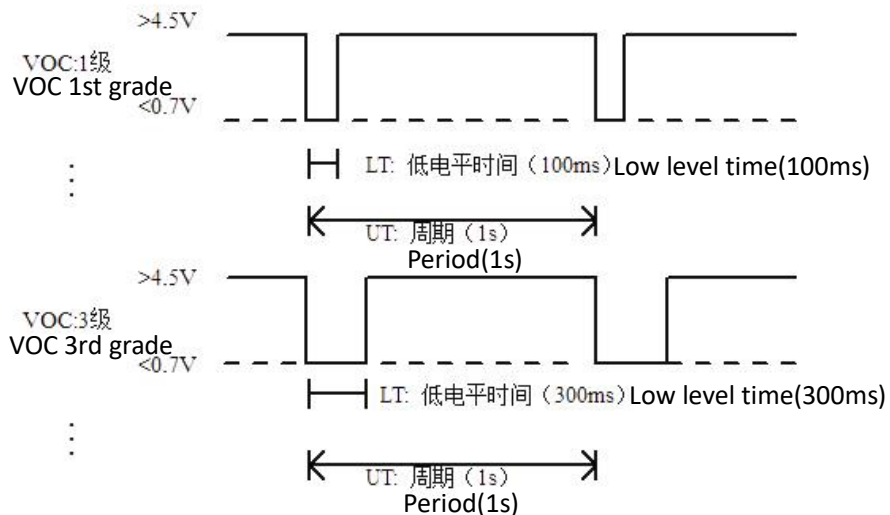 >4.5V
VOC:1级
VOC 1st grade
<0.7V
LT: 低电平时间（100ms）Low level time(100ms)
⋮
UT: 周期（1s）
Period(1s)
>4.5V
VOC:3级
VOC 3rd grade
<0.7V
LT: 低电平时间（300ms）Low level time(300ms)
⋮
UT: 周期（1s）
Period(1s)